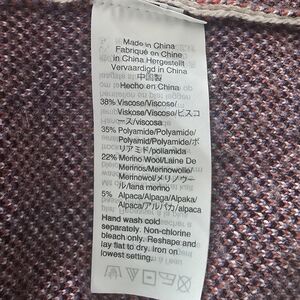 Made in China
Fabriqué en Chine
in China Hergestellt
Vervaardigd in China
中国製
Hecho en China
38% Viscose/Viscose/
Viskose/Viscose/ビスコ
ース/viscosa
35% Polyamide/Polyamide/
Polyamid/Polyamide/ポ
リアミド/poliamida
22% Merino Wool/Laine De
Merinos/Merinowolle/
Merinowol/メリノウー
ル/lana merino
5% Alpaca/Alpaga/Alpaka/
Alpaca/アルパカ/alpaca
Hand wash cold
separately. Non-chlorine
bleach only. Reshape and
lay flat to dry. Iron on
lowest setting.